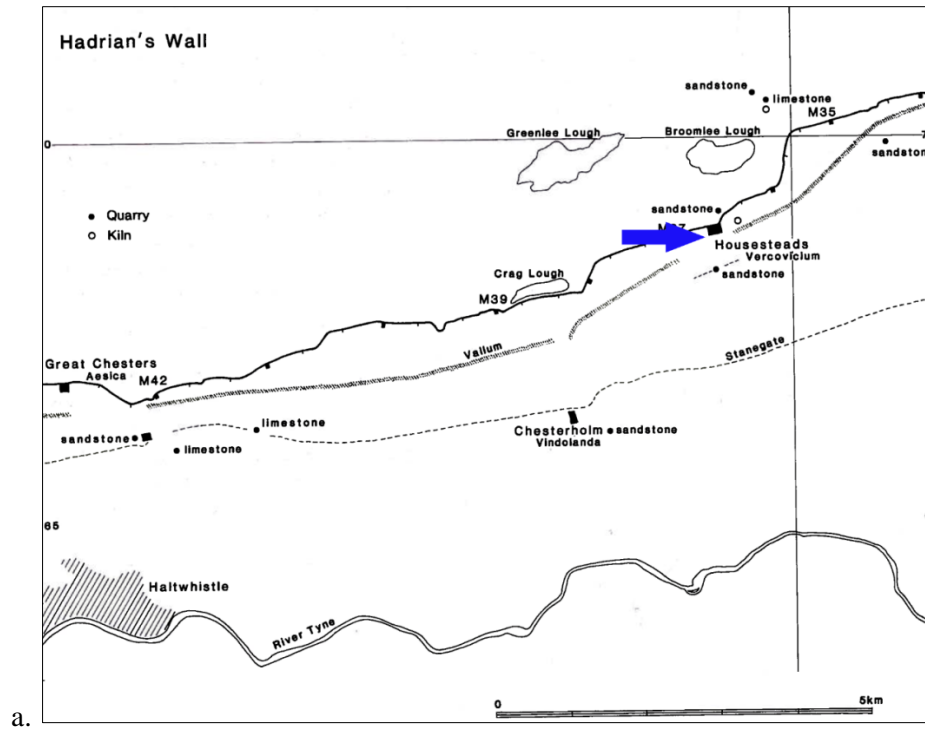 Hadrian's Wall
sandstone
limestone
M35
0
Greenlee Lough
Broomlee Lough
sandston
Quarry
Kiln
sandstone
Housesteads
Vercovicium
sandstone
Crag Lough
M39
Vallum
Stanegate
Great Chesters
Aesica
M42
limestone
sandstone
limestone
Chesterholm
Vindolanda
sandstone
65
Haltwhistle
River Tyne
0
5km
a.